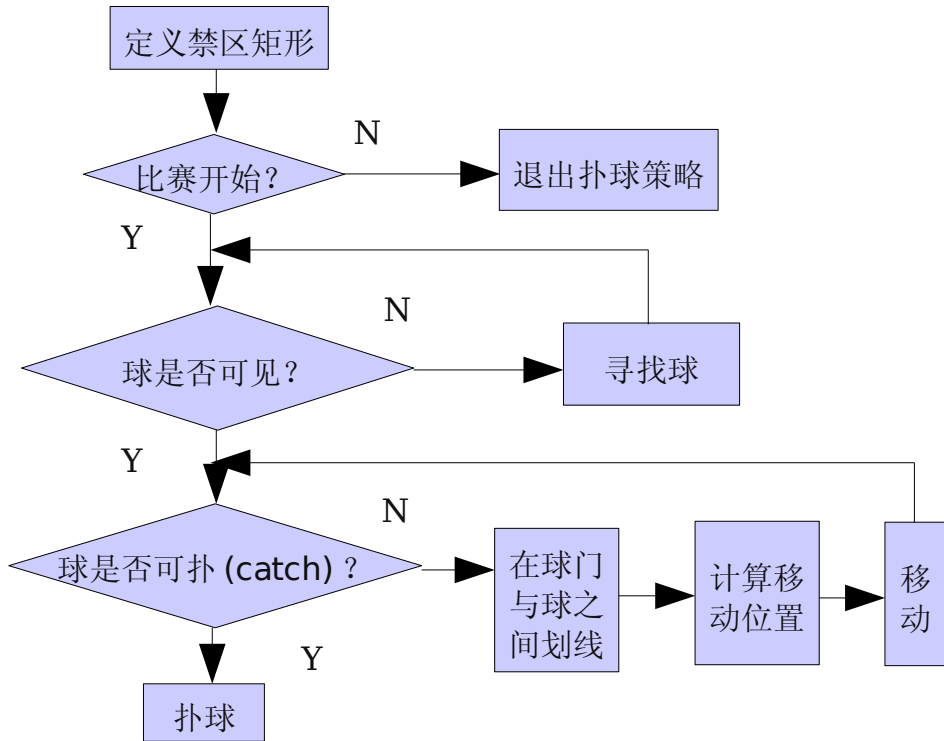 定义禁区矩形
N
比赛开始?
退出扑球策略
Y
N
球是否可见?
寻找球
Y
N
球是否可扑 (catch) ?
在球门
与球之
间划线
计算移
动位置
移
动
Y
扑球